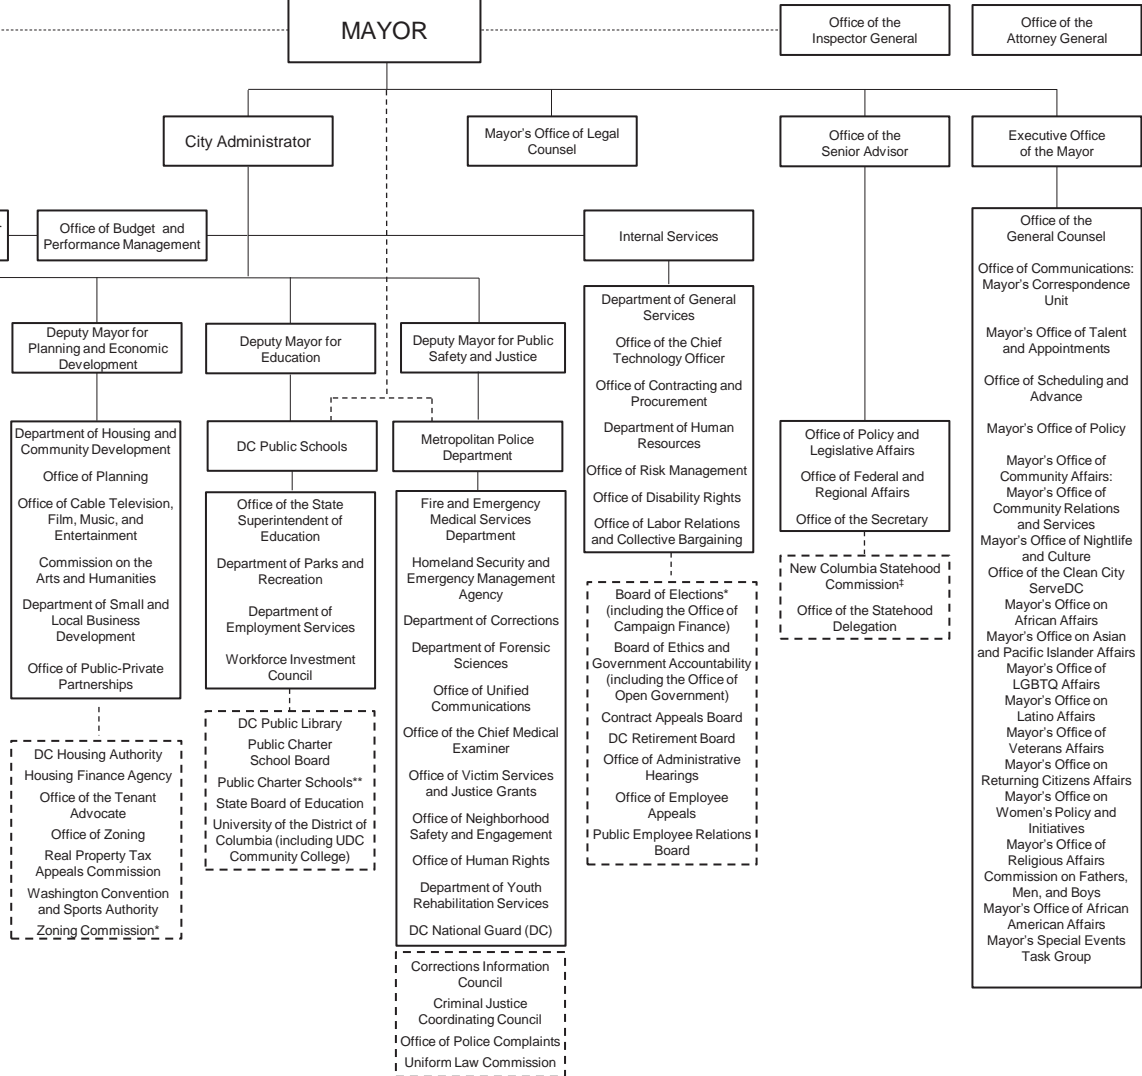 MAYOR
Office of the
Inspector General
Office of the
Attorney General
City Administrator
Mayor's Office of Legal
Counsel
Office of the
Senior Advisor
Executive Office
of the Mayor
Office of Budget and
Performance Management
Internal Services
Deputy Mayor for
Planning and Economic
Development
Deputy Mayor for
Education
Deputy Mayor for Public
Safety and Justice
Department of Housing and
Community Development
Office of Planning
Office of Cable Television,
Film, Music, and
Entertainment
Commission on the
Arts and Humanities
Department of Small and
Local Business
Development
Office of Public-Private
Partnerships
DC Housing Authority
Housing Finance Agency
Office of the Tenant
Advocate
Office of Zoning
Real Property Tax
Appeals Commission
Washington Convention
and Sports Authority
Zoning Commission*
DC Public Schools
Office of the State
Superintendent of
Education
Department of Parks and
Recreation
Department of
Employment Services
Workforce Investment
Council
DC Public Library
Public Charter
School Board
Public Charter Schools**
State Board of Education
University of the District of
Columbia (including UDC
Community College)
Metropolitan Police
Department
Fire and Emergency
Medical Services
Department
Homeland Security and
Emergency Management
Agency
Department of Corrections
Department of Forensic
Sciences
Office of Unified
Communications
Office of the Chief Medical
Examiner
Office of Victim Services
and Justice Grants
Office of Neighborhood
Safety and Engagement
Office of Human Rights
Department of Youth
Rehabilitation Services
DC National Guard (DC)
Corrections Information
Council
Criminal Justice
Coordinating Council
Office of Police Complaints
Uniform Law Commission
Department of General
Services
Office of the Chief
Technology Officer
Office of Contracting and
Procurement
Department of Human
Resources
Office of Risk Management
Office of Disability Rights
Office of Labor Relations
and Collective Bargaining
Board of Elections*
(including the Office of
Campaign Finance)
Board of Ethics and
Government Accountability
(including the Office of
Open Government)
Contract Appeals Board
DC Retirement Board
Office of Administrative
Hearings
Office of Employee
Appeals
Public Employee Relations
Board
Office of Policy and
Legislative Affairs
Office of Federal and
Regional Affairs
Office of the Secretary
New Columbia Statehood
Commission‡
Office of the Statehood
Delegation
Office of the
General Counsel
Office of Communications:
Mayor's Correspondence
Unit
Mayor's Office of Talent
and Appointments
Office of Scheduling and
Advance
Mayor's Office of Policy
Mayor's Office of
Community Affairs:
Mayor's Office of
Community Relations
and Services
Mayor's Office of Nightlife
and Culture
Office of the Clean City
ServeDC
Mayor's Office on
African Affairs
Mayor's Office on Asian
and Pacific Islander Affairs
Mayor's Office of
LGBTQ Affairs
Mayor's Office on
Latino Affairs
Mayor's Office of
Veterans Affairs
Mayor's Office on
Returning Citizens Affairs
Mayor's Office on
Women's Policy and
Initiatives
Mayor's Office of
Religious Affairs
Commission on Fathers,
Men, and Boys
Mayor's Office of African
American Affairs
Mayor's Special Events
Task Group